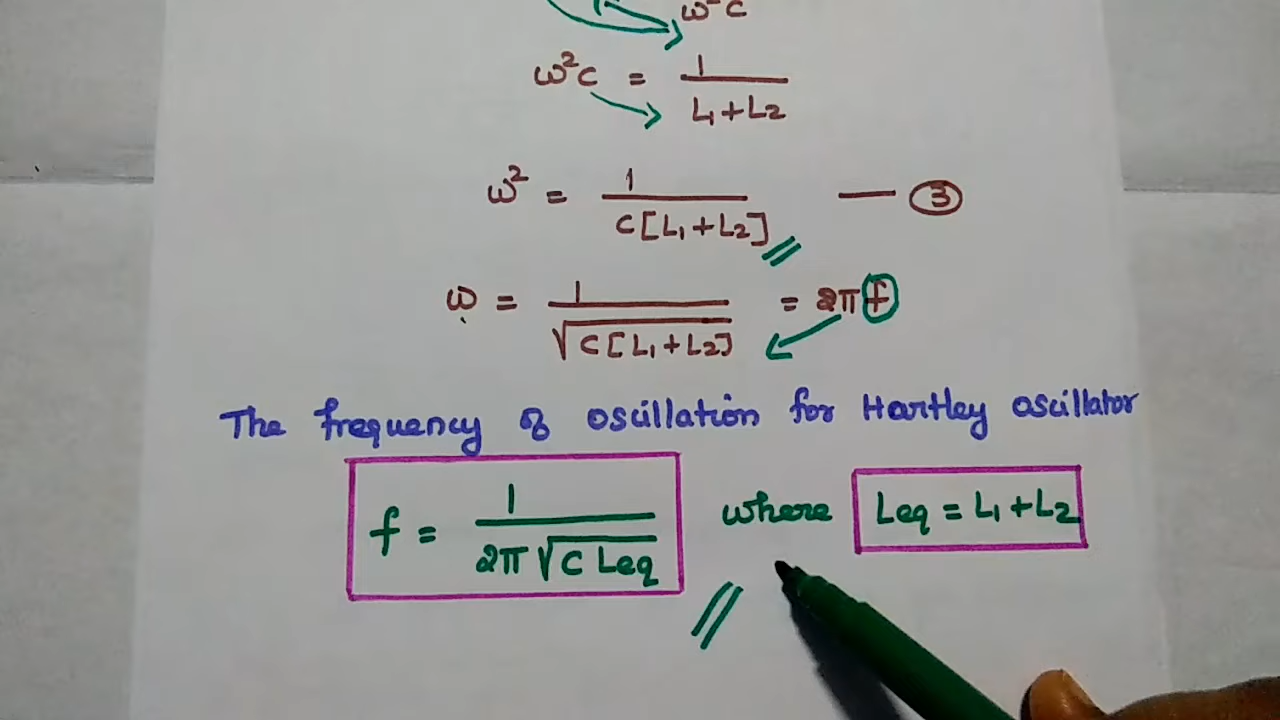 ω²C
ω²C = 1/(L₁+L₂)
ω² = 1/(C[L₁+L₂]) — ③
ω = 1/√(C[L₁+L₂]) = 2πf
The frequency of oscillation for Hartley oscillator
f = 1/(2π√(C Leq)) where Leq = L₁+L₂